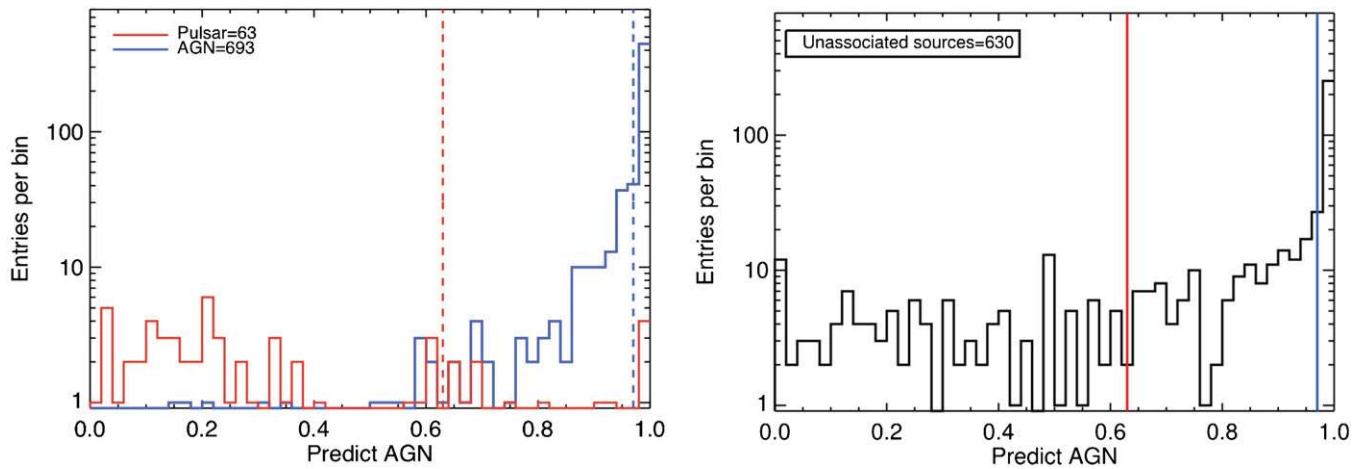 Pulsar=63
AGN=693
Entries per bin
100
10
1
0.0 0.2 0.4 0.6 0.8 1.0
Predict AGN
Unassociated sources=630
Entries per bin
100
10
1
0.0 0.2 0.4 0.6 0.8 1.0
Predict AGN